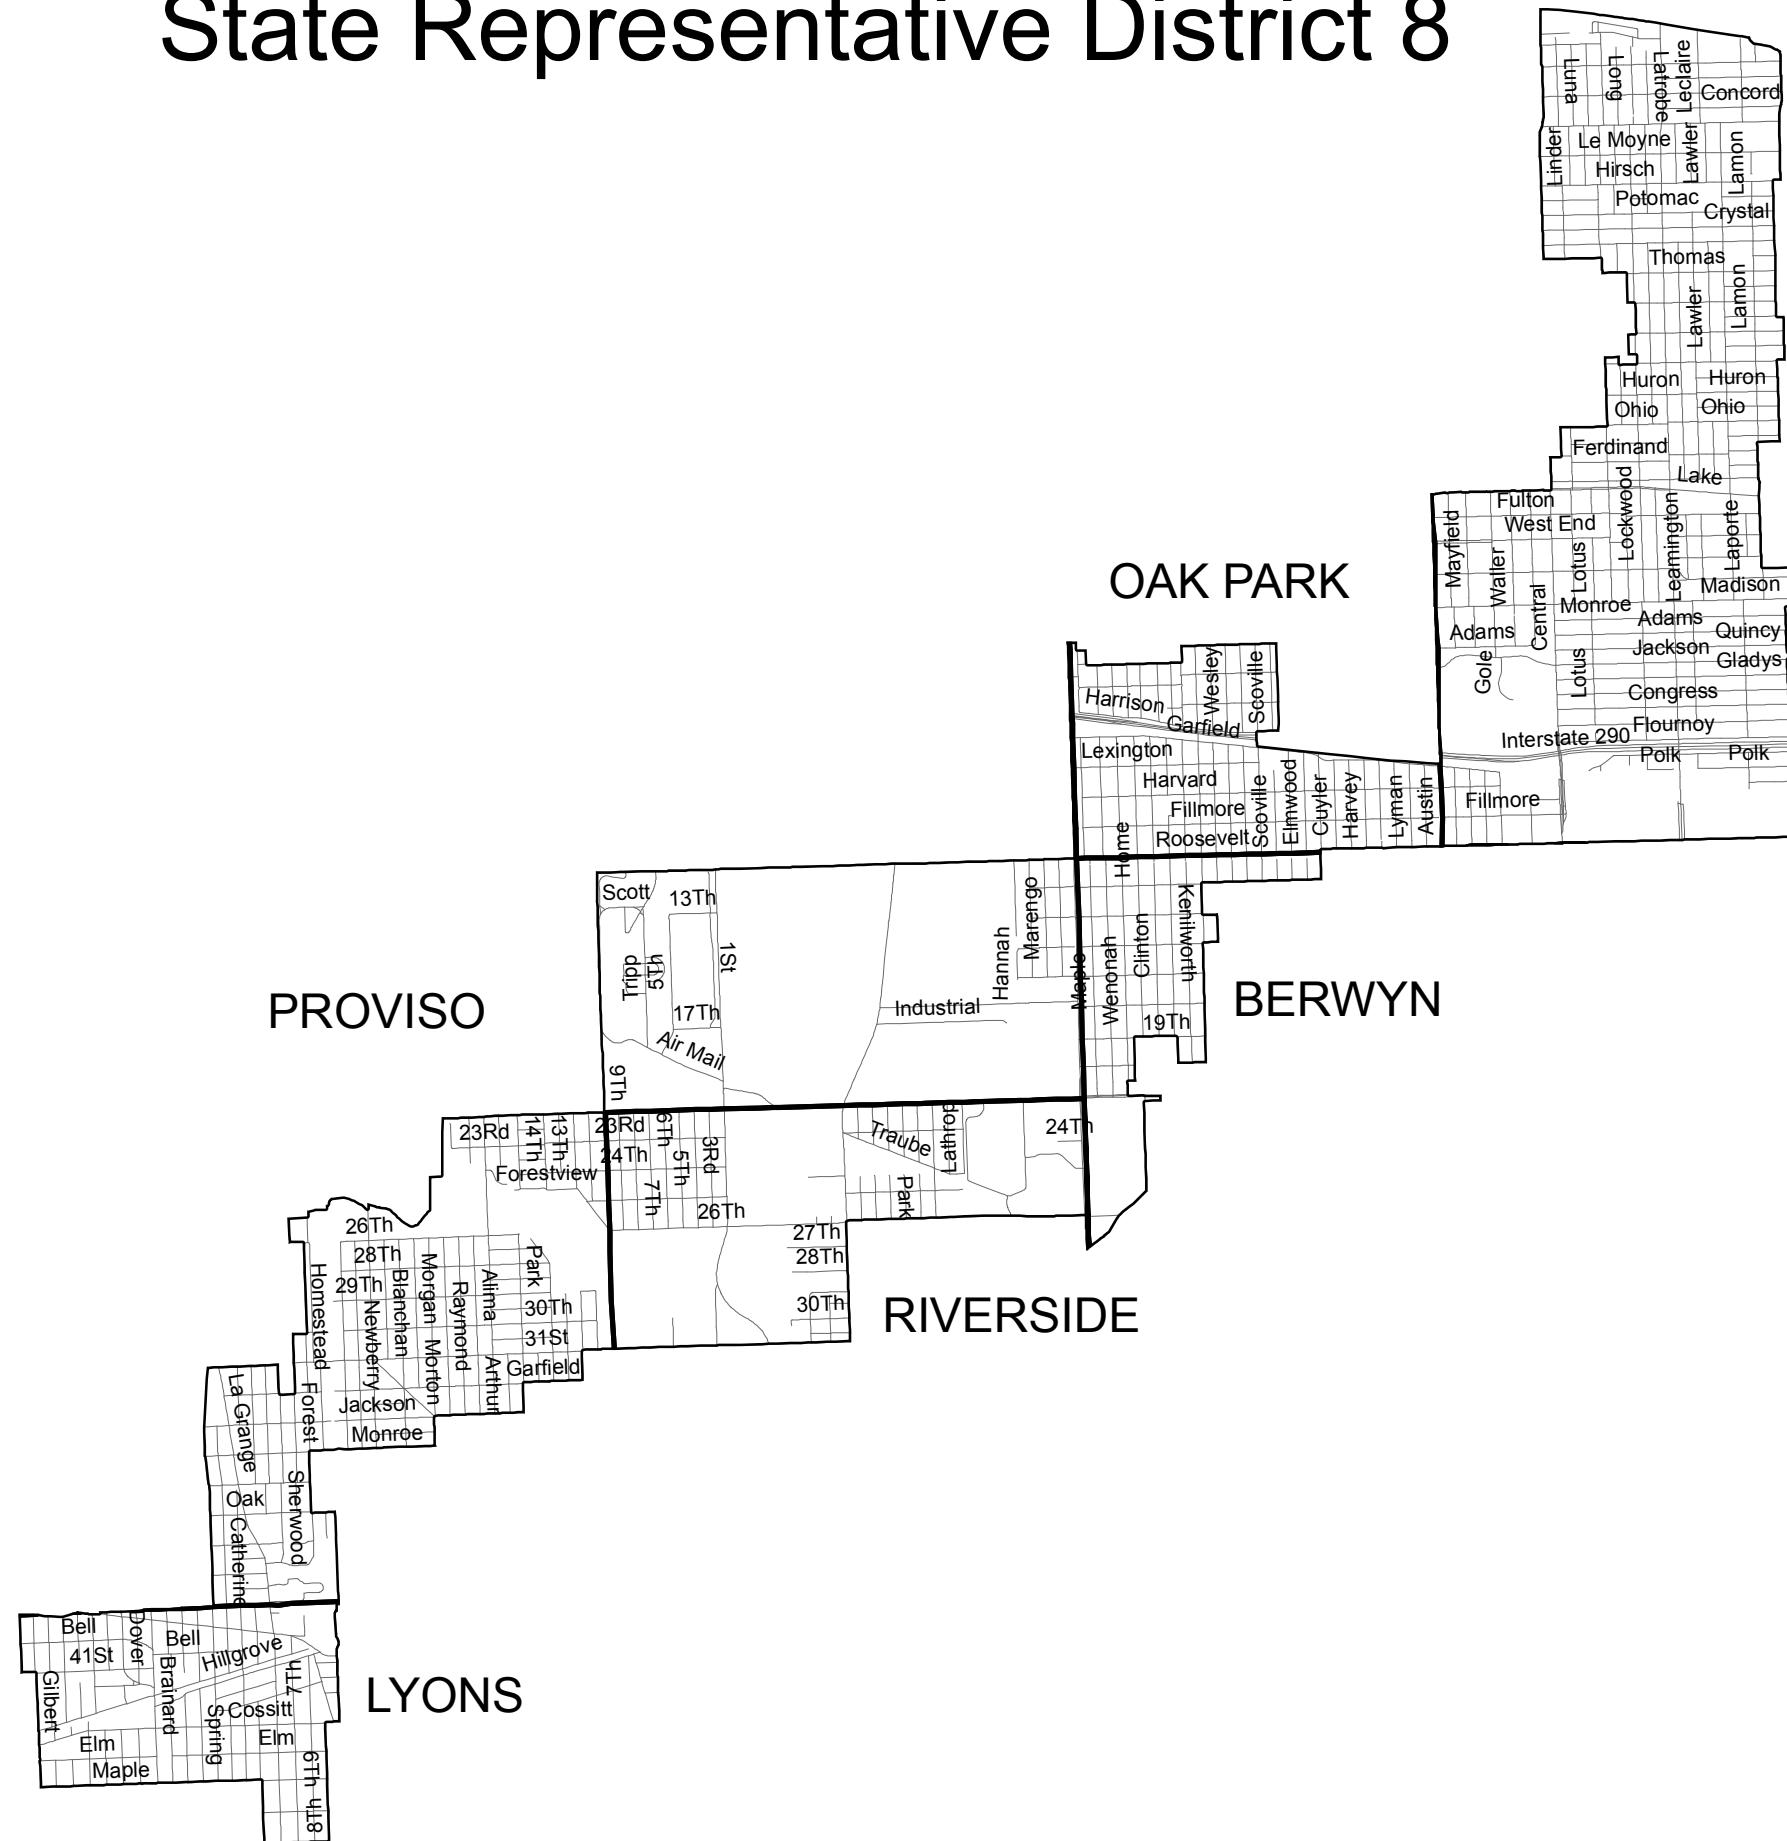 State Representative District 8
Luna
Long
Latrobe
Leclaire
Concord
Linder
Le Moyne
Lawler
Lamon
Hirsch
Potomac
Crystal
Thomas
Lawler
Lamon
Huron
Huron
Ohio
Ohio
Ferdinand
Lake
Lockwood
Fulton
West End
Mayfield
Waller
Central
Lotus
Leamington
Laporte
Madison
Monroe
Adams
Adams
Quincy
Jackson
Gladys
Gole
Lotus
Congress
Flournoy
Interstate 290
Polk
Polk
Fillmore
OAK PARK
Wesley
Scoville
Harrison
Garfield
Lexington
Harvard
Fillmore
Roosevelt
Scoville
Elmwood
Cuyler
Harvey
Lyman
Austin
Home
Scott
13Th
Tripp
5Th
1St
17Th
Air Mail
9Th
Marengo
Hannah
Industrial
Maple
Wenonah
Clinton
Kenilworth
19Th
PROVISO
BERWYN
23Rd
14Th
13Th
23Rd
6Th
24Th
5Th
3Rd
Forestview
7Th
26Th
Traube
Lathrop
24Th
Park
27Th
28Th
30Th
RIVERSIDE
26Th
28Th
29Th
Homestead
Newberry
Blanchan
Morgan
Raymond
Alima
Park
30Th
31St
Morton
Arthur
Garfield
La Grange
Forest
Jackson
Monroe
Oak
Sherwood
Catherine
Bell
Dover
Bell
41St
Hillgrove
Gilbert
Brainard
7Th
Spring
Cossitt
Elm
Elm
Maple
6Th
8Th
LYONS